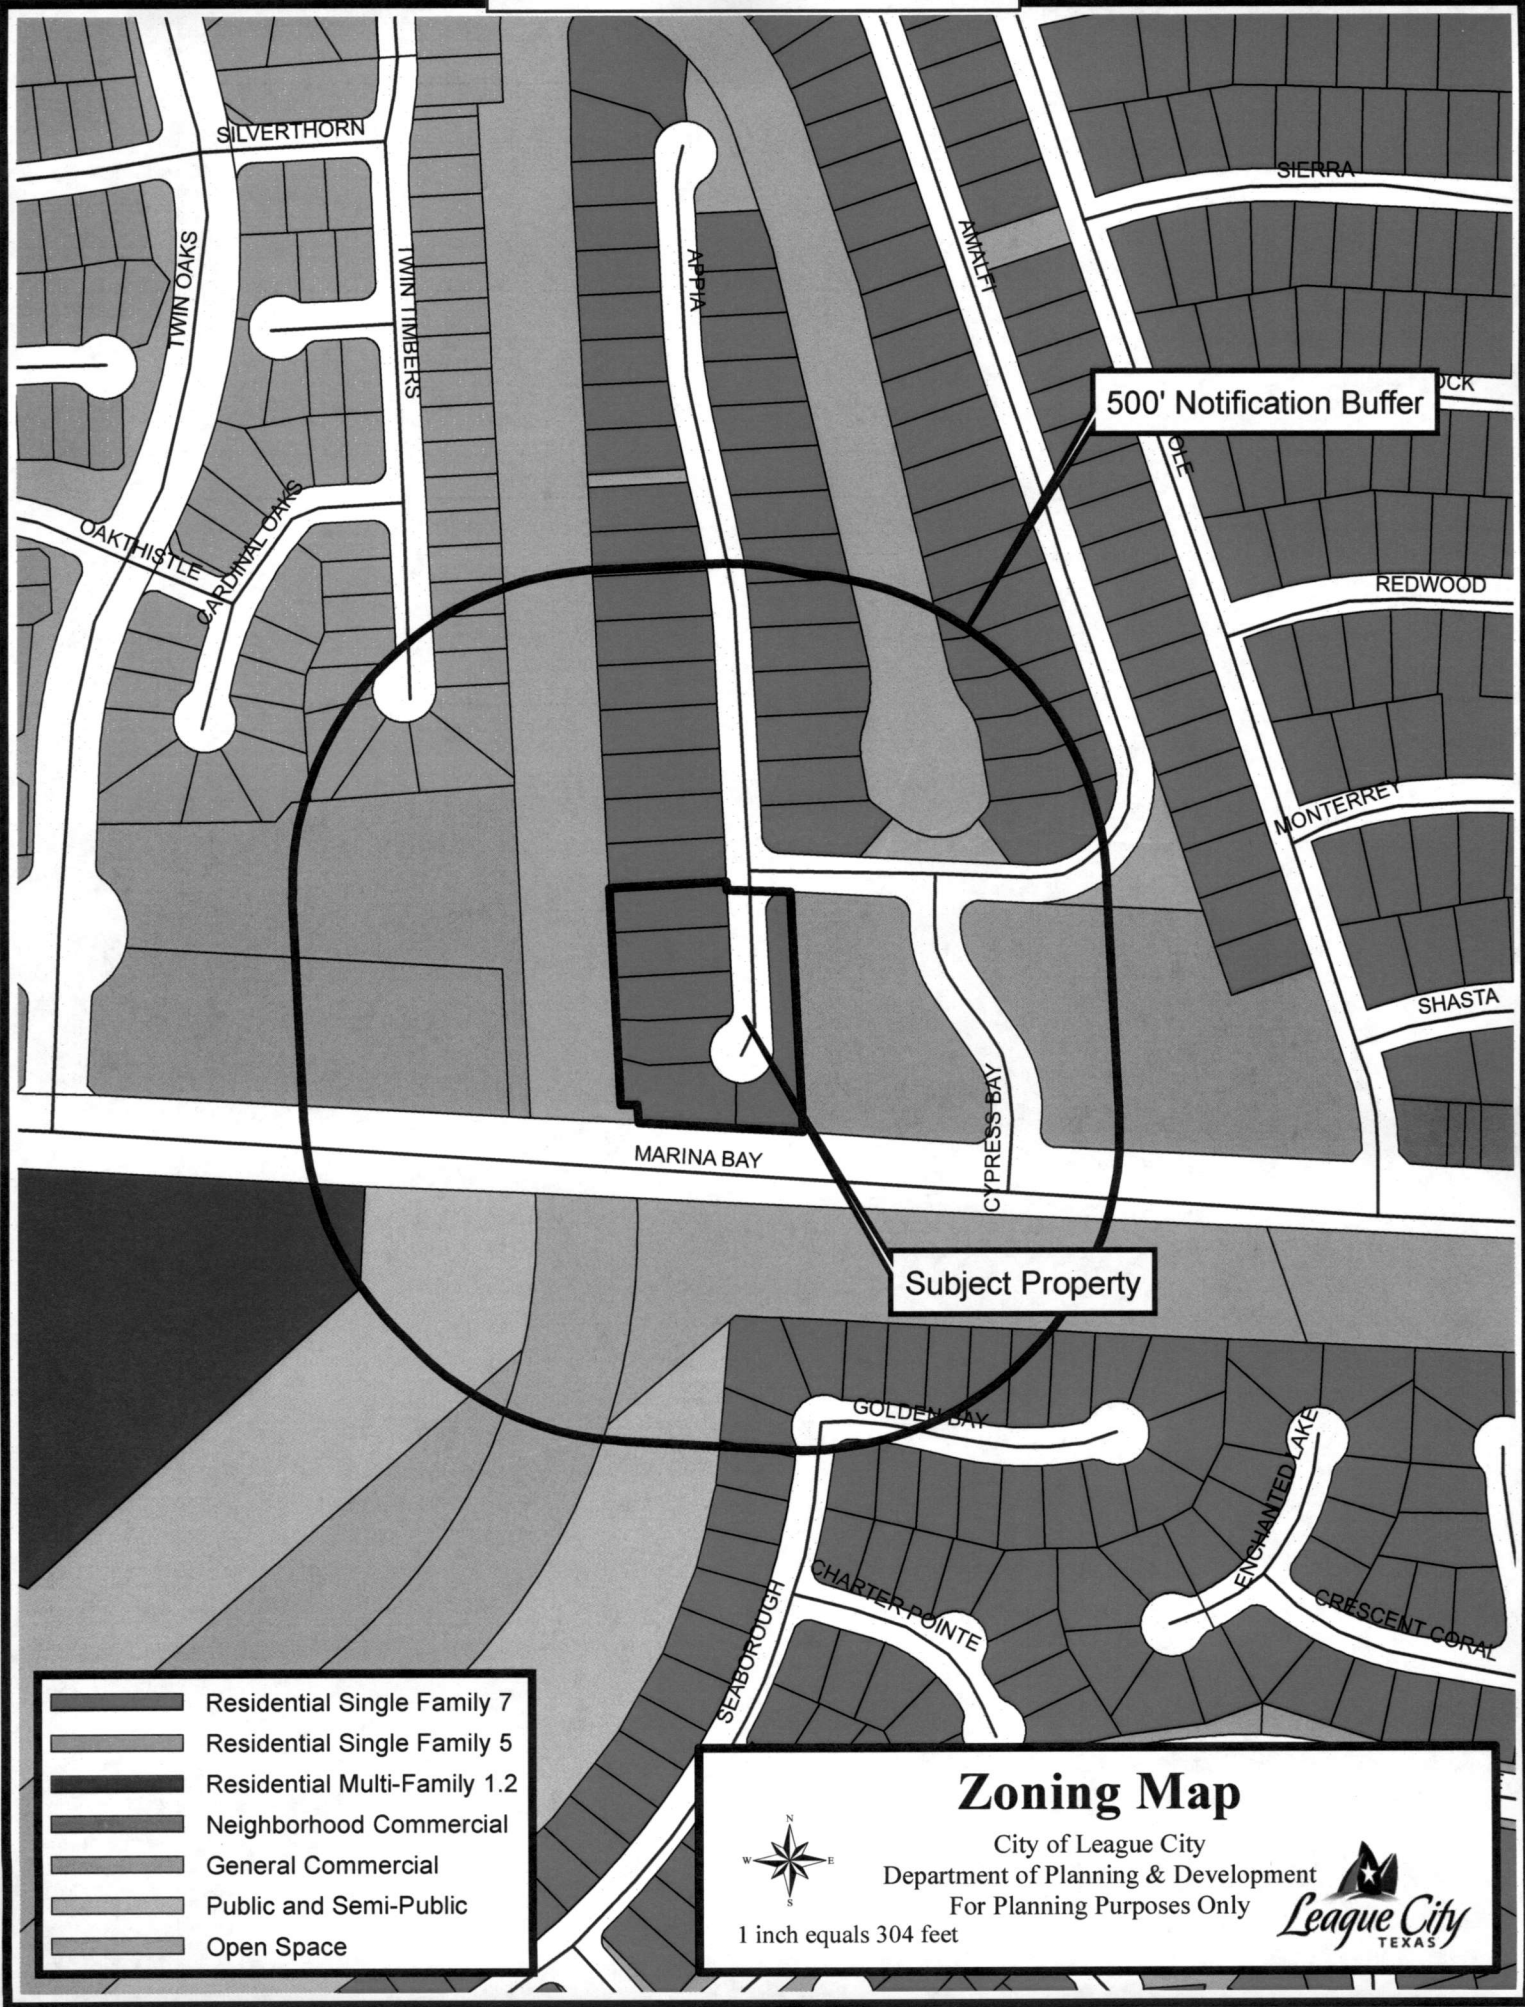 SILVERTHORN
SIERRA
TWIN OAKS
TWIN TIMBERS
APPIA
AMALFI
500' Notification Buffer
OCK
OLE
OAKTHISTLE
CARDINAL OAKS
REDWOOD
MONTERREY
SHASTA
CYPRESS BAY
MARINA BAY
Subject Property
GOLDEN BAY
ENCHANTED LAKE
CHARTER POINTE
CRESCENT CORAL
SEABOROUGH
Residential Single Family 7
Residential Single Family 5
Residential Multi-Family 1.2
Neighborhood Commercial
General Commercial
Public and Semi-Public
Open Space
Zoning Map
City of League City
Department of Planning & Development
For Planning Purposes Only
1 inch equals 304 feet
N
W E
S
League City
TEXAS